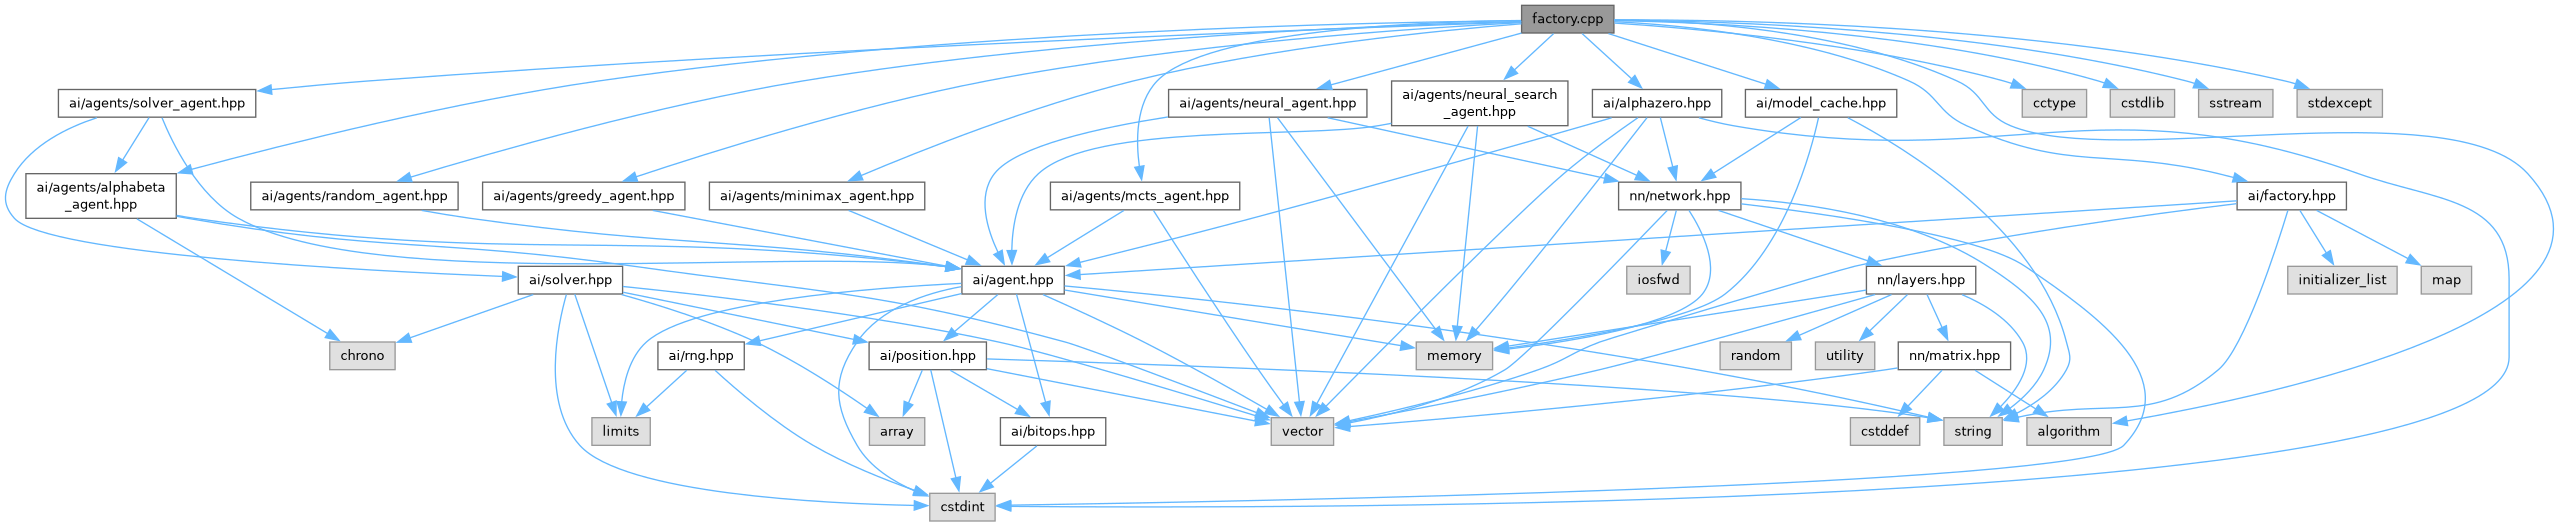 factory.cpp
ai/agents/solver_agent.hpp
ai/agents/neural_agent.hpp
ai/agents/neural_search
_agent.hpp
ai/alphazero.hpp
ai/model_cache.hpp
cctype
cstdlib
sstream
stdexcept
ai/agents/alphabeta
_agent.hpp
ai/agents/random_agent.hpp
ai/agents/greedy_agent.hpp
ai/agents/minimax_agent.hpp
ai/agents/mcts_agent.hpp
nn/network.hpp
ai/factory.hpp
ai/solver.hpp
ai/agent.hpp
iosfwd
nn/layers.hpp
initializer_list
map
chrono
ai/rng.hpp
ai/position.hpp
memory
random
utility
nn/matrix.hpp
limits
array
ai/bitops.hpp
vector
cstddef
string
algorithm
cstdint